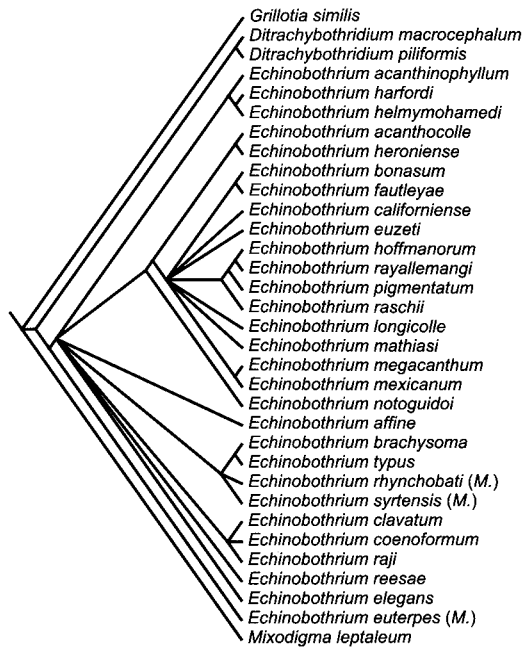 Grillotia similis
Ditrachybothridium macrocephalum
Ditrachybothridium piliformis
Echinobothrium acanthinophyllum
Echinobothrium harfordi
Echinobothrium helmymohamedi
Echinobothrium acanthocolle
Echinobothrium heroniense
Echinobothrium bonasum
Echinobothrium fautleyae
Echinobothrium californiense
Echinobothrium euzeti
Echinobothrium hoffmanorum
Echinobothrium rayallemangi
Echinobothrium pigmentatum
Echinobothrium raschii
Echinobothrium longicolle
Echinobothrium mathiasi
Echinobothrium megacanthum
Echinobothrium mexicanum
Echinobothrium notoguidoi
Echinobothrium affine
Echinobothrium brachysoma
Echinobothrium typus
Echinobothrium rhynchobati (M.)
Echinobothrium syrtensis (M.)
Echinobothrium clavatum
Echinobothrium coenoformum
Echinobothrium raji
Echinobothrium reesae
Echinobothrium elegans
Echinobothrium euterpes (M.)
Mixodigma leptaleum